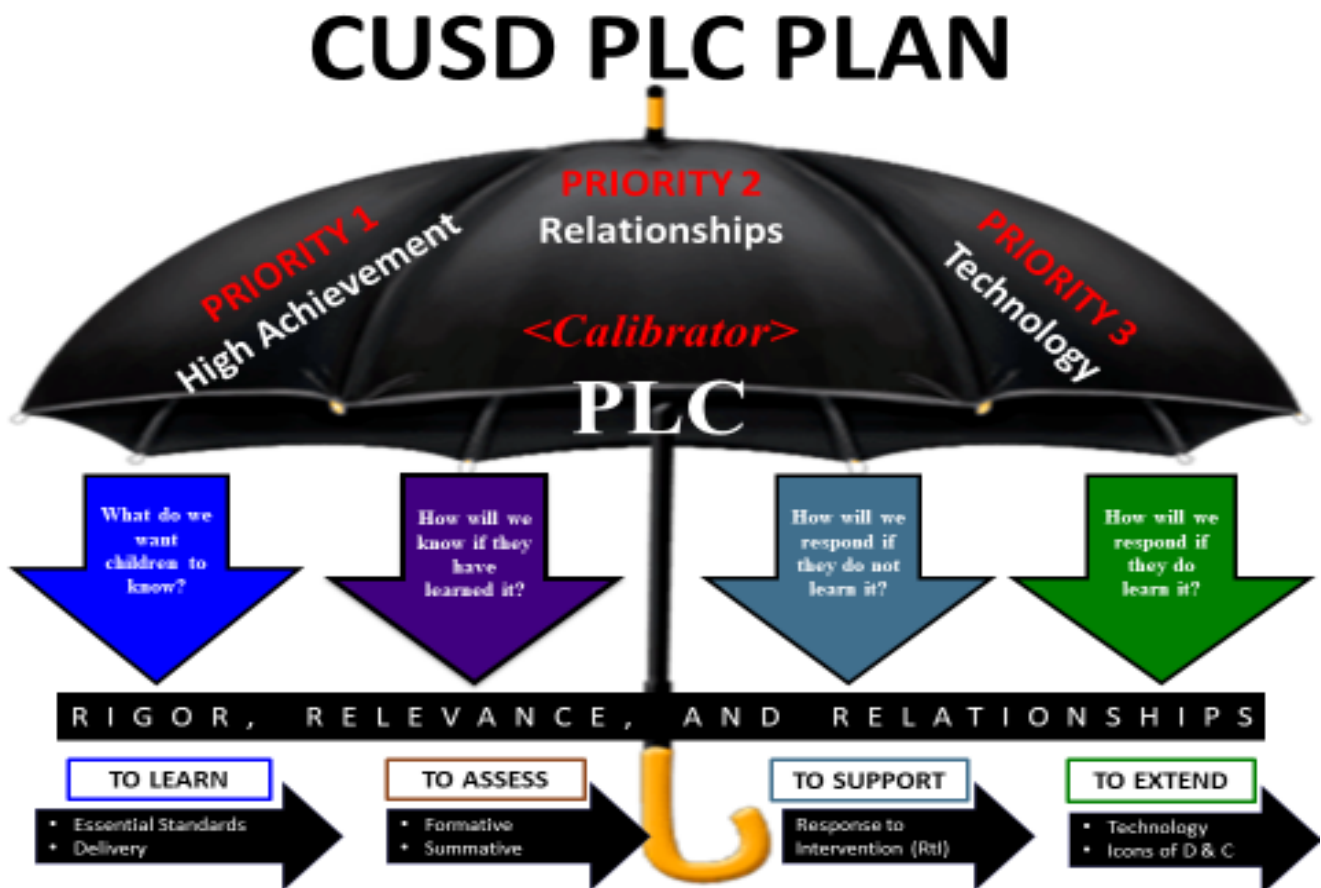 CUSD PLC PLAN
PRIORITY 1
High Achievement
PRIORITY 2
Relationships
PRIORITY 3
Technology
<Calibrator>
PLC
What do we
want
children to
know?
How will we
know if they
have
learned it?
How will we
respond if
they do not
learn it?
How will we
respond if
they do
learn it?
RIGOR, RELEVANCE, AND RELATIONSHIPS
TO LEARN
• Essential Standards
• Delivery
TO ASSESS
• Formative
• Summative
TO SUPPORT
Response to
Intervention (RtI)
TO EXTEND
• Technology
• Icons of D & C